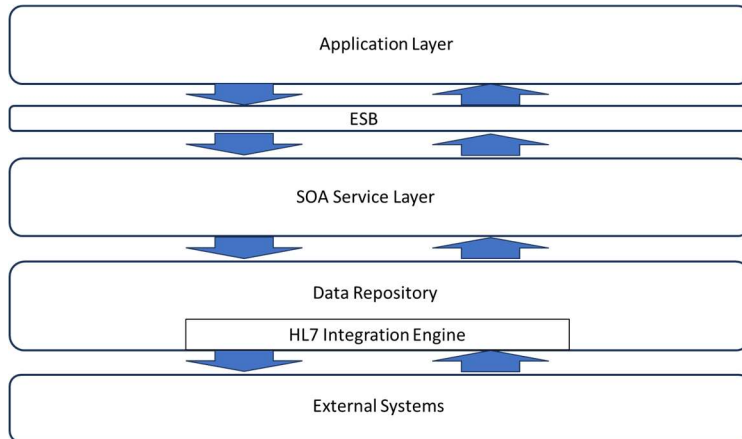 Application Layer
ESB
SOA Service Layer
Data Repository
HL7 Integration Engine
External Systems